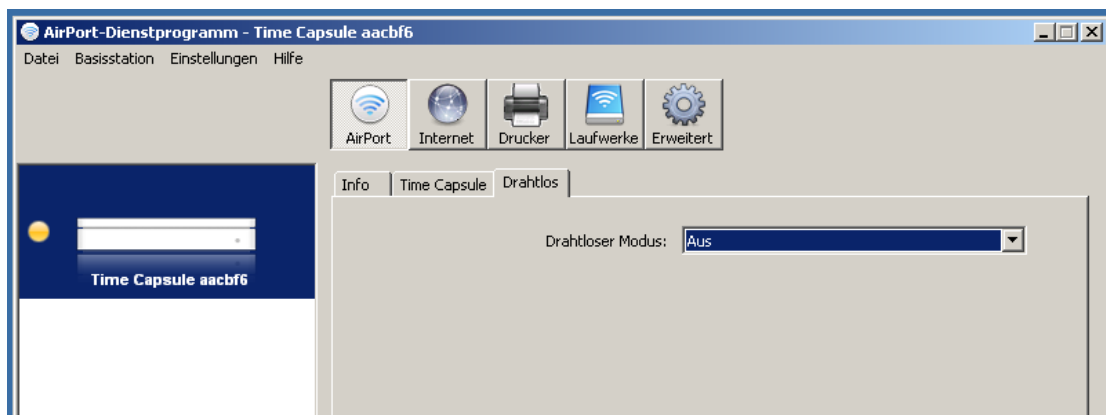 AirPort-Dienstprogramm - Time Capsule aacbf6
Datei Basisstation Einstellungen Hilfe
AirPort Internet Drucker Laufwerke Erweitert
Info Time Capsule Drahtlos
Drahtloser Modus: Aus
Time Capsule aacbf6